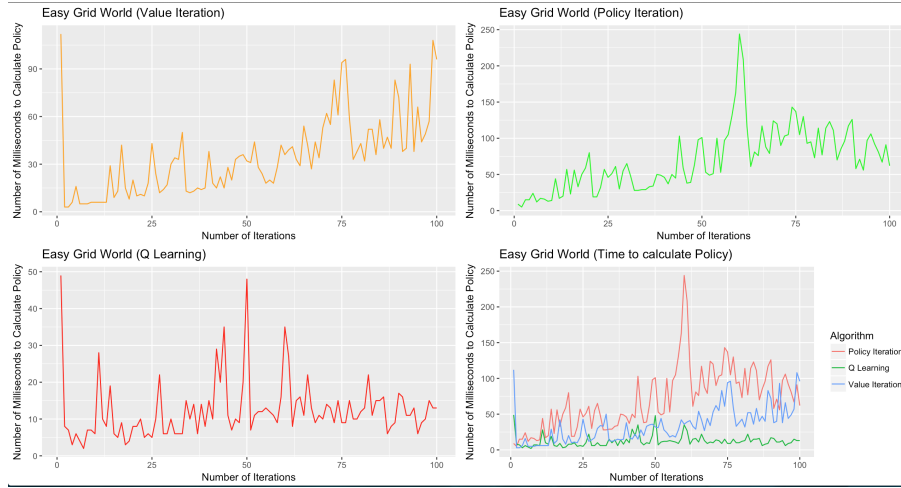 Easy Grid World (Value Iteration)
Number of Milliseconds to Calculate Policy
90
60
30
0
0
25
50
75
100
Number of Iterations
Easy Grid World (Policy Iteration)
Number of Milliseconds to Calculate Policy
250
200
150
100
50
0
0
25
50
75
100
Number of Iterations
Easy Grid World (Q Learning)
Number of Milliseconds to Calculate Policy
50
40
30
20
10
0
0
25
50
75
100
Number of Iterations
Easy Grid World (Time to calculate Policy)
Number of Milliseconds to Calculate Policy
250
200
150
100
50
0
0
25
50
75
100
Number of Iterations
Algorithm
Policy Iteration
Q Learning
Value Iteration